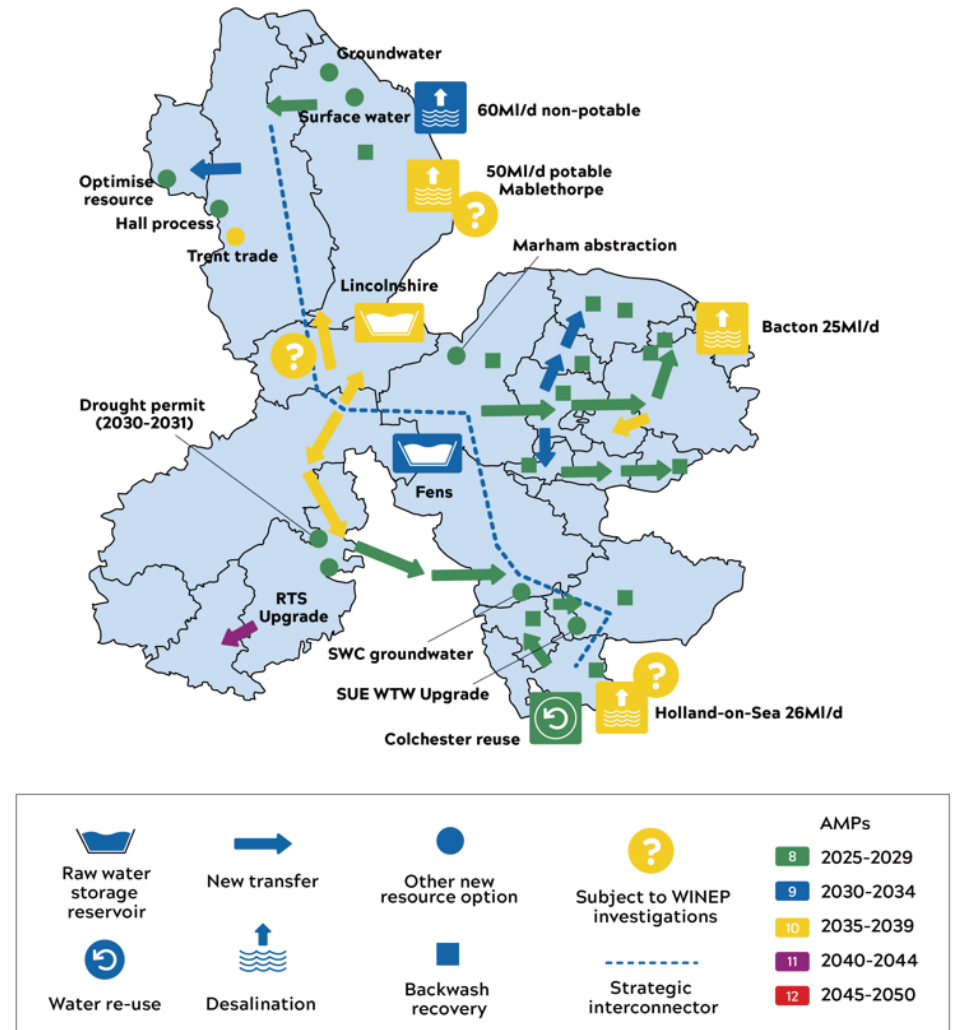 Groundwater
Surface water
60Ml/d non-potable
50Ml/d potable
Mablethorpe
?
Optimise
resource
Hall process
Trent trade
Marham abstraction
Lincolnshire
?
Bacton 25Ml/d
Drought permit
(2030-2031)
Fens
RTS
Upgrade
SWC groundwater
SUE WTW Upgrade
?
Holland-on-Sea 26Ml/d
Colchester reuse
Raw water
storage
reservoir
New transfer
Other new
resource option
?
Subject to WINEP
investigations
Water re-use
Desalination
Backwash
recovery
Strategic
interconnector
AMPs
8 2025-2029
9 2030-2034
10 2035-2039
11 2040-2044
12 2045-2050